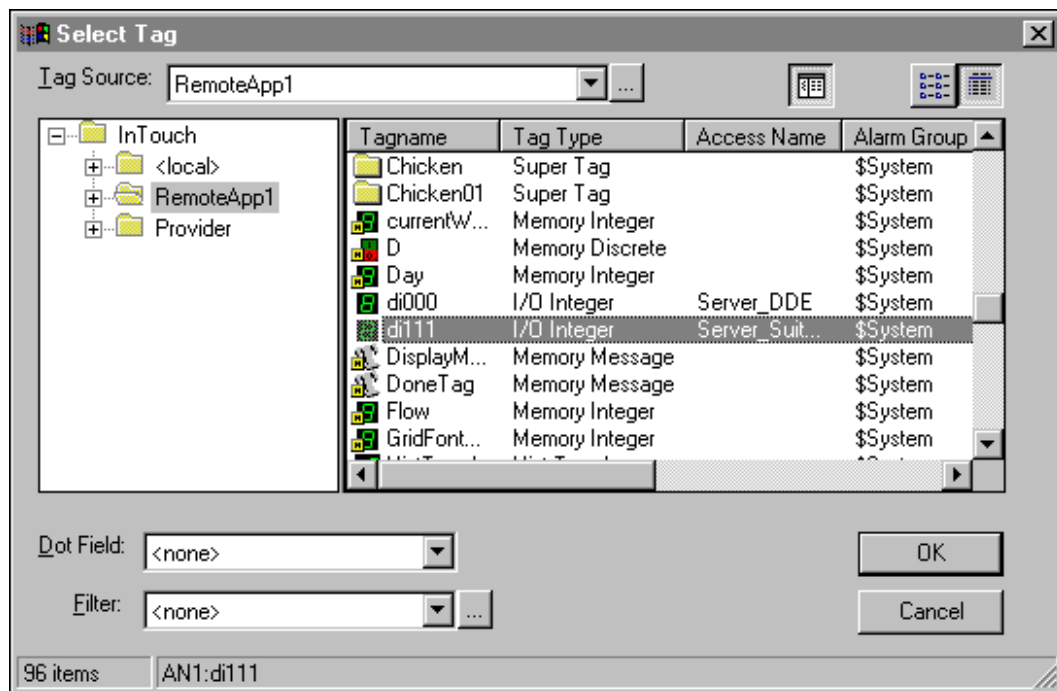 Select Tag
Tag Source: RemoteApp1 ...
InTouch
<local>
RemoteApp1
Provider
Tagname Tag Type Access Name Alarm Group
Chicken Super Tag $System
Chicken01 Super Tag $System
currentW... Memory Integer $System
D Memory Discrete $System
Day Memory Integer $System
di000 I/O Integer Server_DDE $System
di111 I/O Integer Server_Suit... $System
DisplayM... Memory Message $System
DoneTag Memory Message $System
Flow Memory Integer $System
GridFont... Memory Integer $System
Dot Field: <none>
OK
Filter: <none> ...
Cancel
96 items AN1:di111